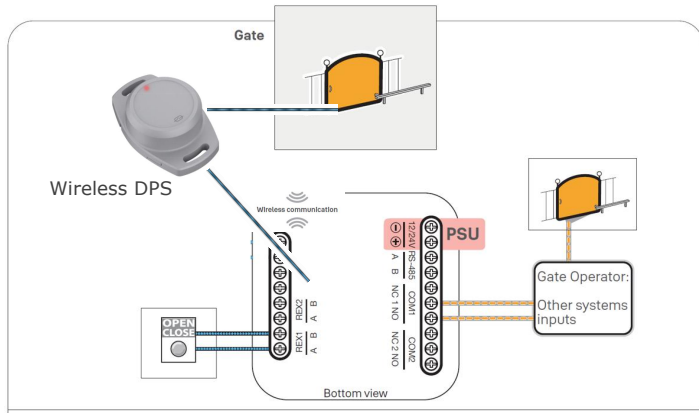 Gate
Wireless DPS
Wireless communication
12/24V
PSU
RS-485
A B
COM1
NC 1 NO
COM2
NC 2 NO
REX2
A B
REX1
A B
OPEN
CLOSE
Gate Operator:
Other systems
inputs
Bottom view